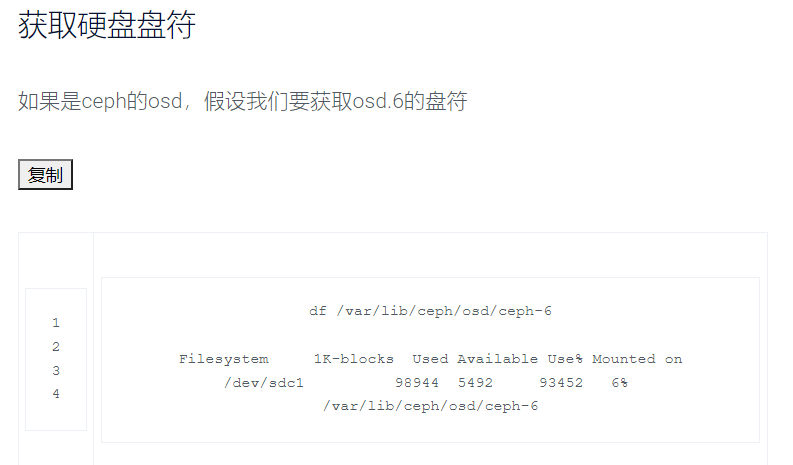 获取硬盘盘符
如果是ceph的osd，假设我们要获取osd.6的盘符
复制
1
2
3
4
df /var/lib/ceph/osd/ceph-6
Filesystem     1K-blocks  Used Available Use% Mounted on
/dev/sdc1          98944  5492     93452   6%
/var/lib/ceph/osd/ceph-6